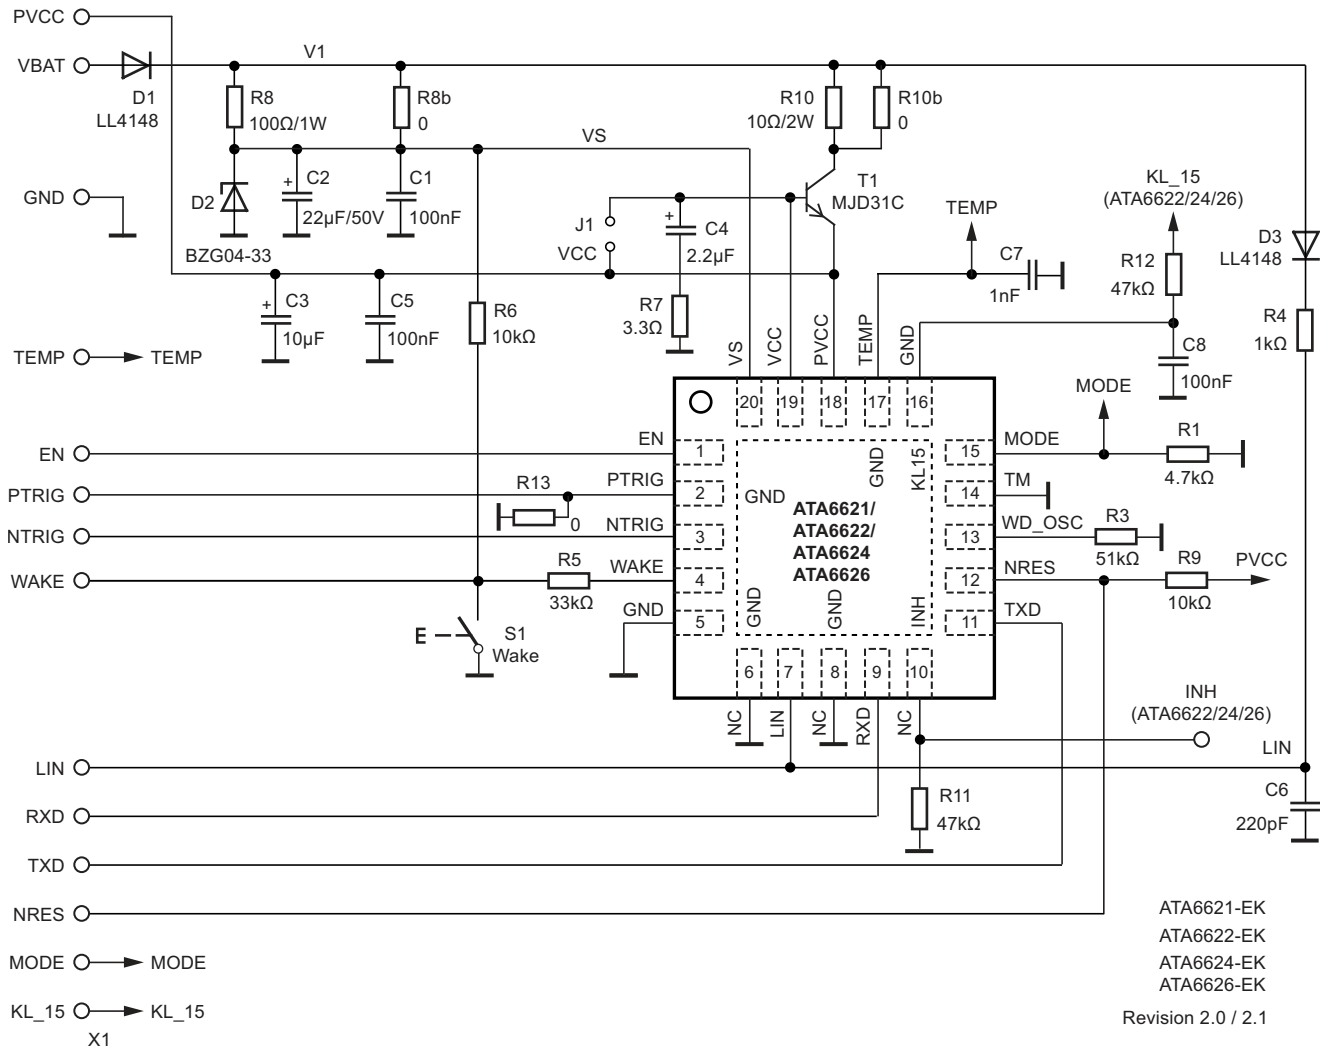 PVCC
VBAT
D1
LL4148
V1
R8
100Ω/1W
R8b
0
R10
10Ω/2W
R10b
0
VS
GND
D2
BZG04-33
+
C2
22µF/50V
C1
100nF
J1
VCC
+
C4
2.2µF
T1
MJD31C
TEMP
C7
1nF
KL_15
(ATA6622/24/26)
R12
47kΩ
D3
LL4148
+
C3
10µF
C5
100nF
R6
10kΩ
R7
3.3Ω
R4
1kΩ
C8
100nF
TEMP
TEMP
VS
VCC
PVCC
TEMP
GND
20
19
18
17
16
MODE
EN
EN
1
15
MODE
R1
4.7kΩ
PTRIG
R13
0
PTRIG
2
14
TM
NTRIG
NTRIG
3
13
WD_OSC
R3
51kΩ
WAKE
R5
33kΩ
WAKE
4
12
NRES
R9
10kΩ
PVCC
GND
5
11
TXD
GND
GND
KL15
ATA6621/
ATA6622/
ATA6624
ATA6626
GND
GND
INH
E
S1
Wake
6
7
8
9
10
NC
LIN
NC
RXD
NC
INH
(ATA6622/24/26)
LIN
LIN
RXD
R11
47kΩ
C6
220pF
TXD
NRES
MODE
MODE
KL_15
KL_15
X1
ATA6621-EK
ATA6622-EK
ATA6624-EK
ATA6626-EK
Revision 2.0 / 2.1